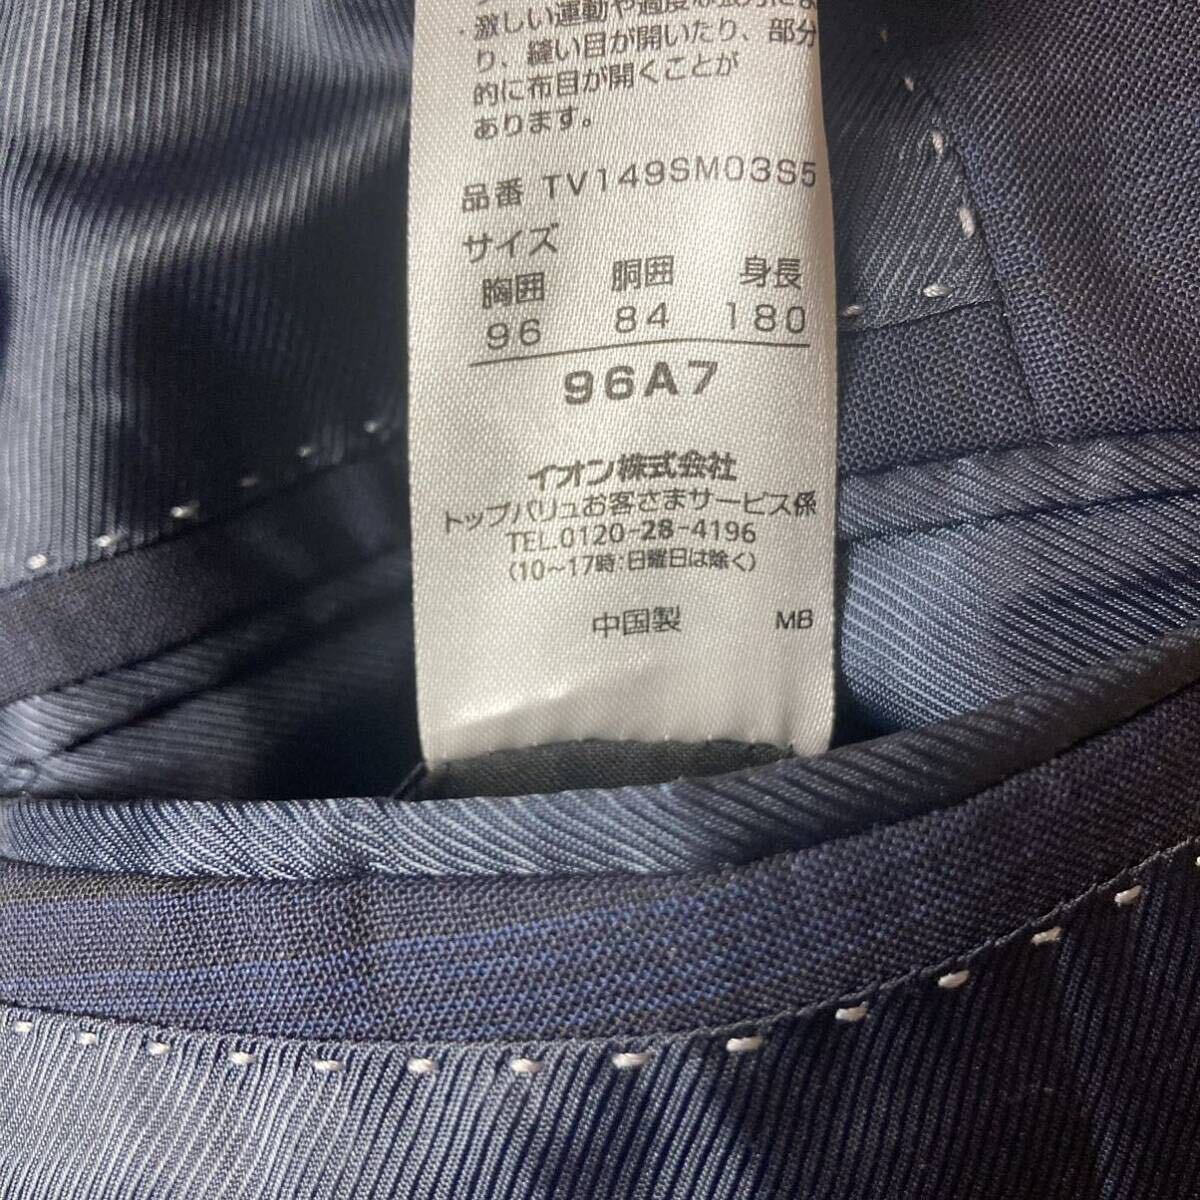 ・激しい運動や過度な張力によ
り、縫い目が開いたり、部分
的に布目が開くことが
あります。
品番 TV149SM03S5
サイズ
胸囲 胴囲 身長
96 84 180
96A7
イオン株式会社
トップバリュお客さまサービス係
TEL.0120-28-4196
(10～17時:日曜日は除く)
中国製 MB